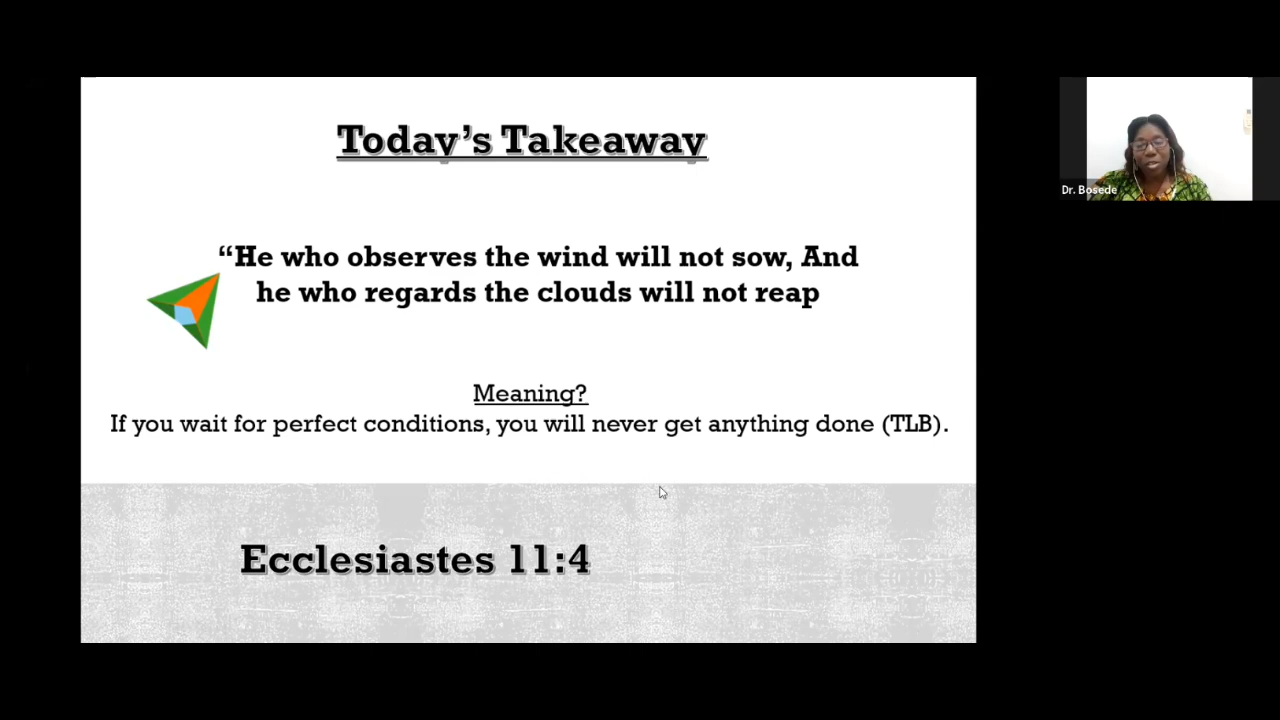 Today’s Takeaway
“He who observes the wind will not sow, And
he who regards the clouds will not reap
Meaning?
If you wait for perfect conditions, you will never get anything done (TLB).
Ecclesiastes 11:4
Dr. Bosede